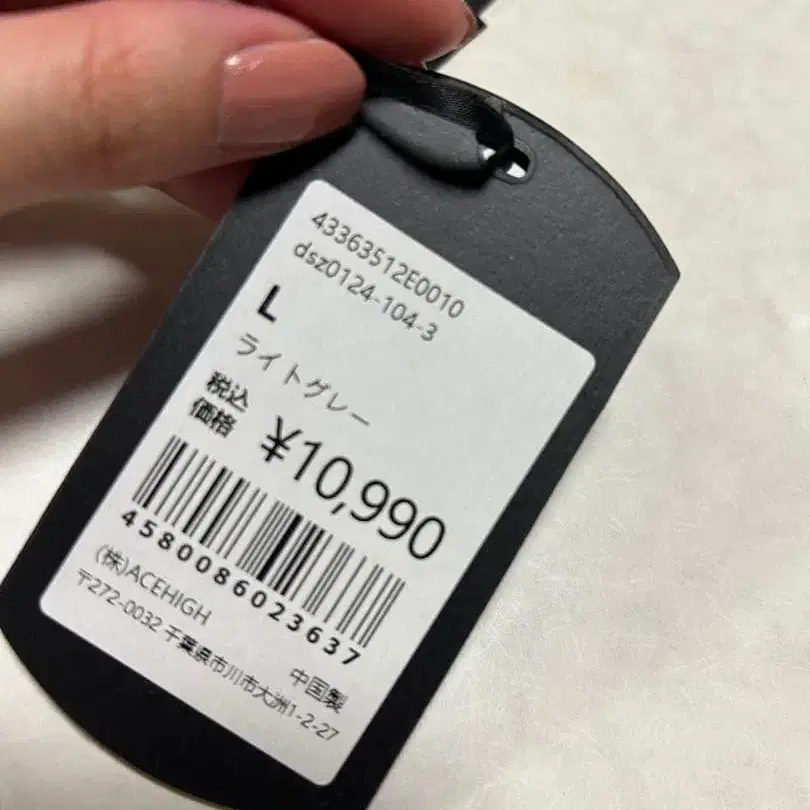 43363512E0010
dsz0124-104-3
L
ライトグレー
税込
価格 ¥10,990
4580086023637
(株)ACEHIGH
〒272-0032 千葉県市川市大洲1-2-27
中国製